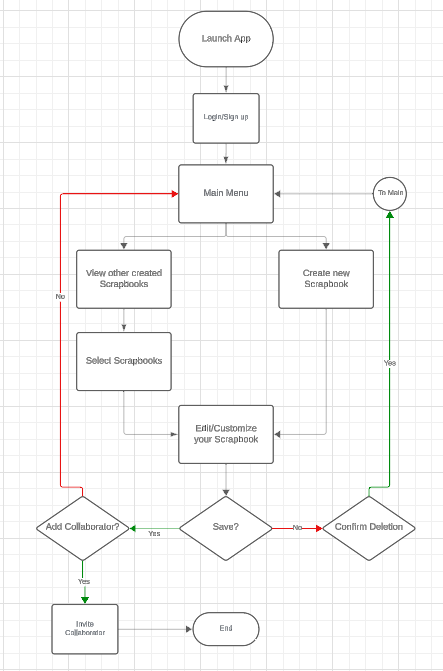 Launch App
Login/Sign up
Main Menu
To Main
View other created
Scrapbooks
Create new
Scrapbook
No
Select Scrapbooks
Yes
Edit/Customize
your Scrapbook
Add Collaborator?
Yes
Save?
No
Confirm Deletion
Yes
Invite
Collaborator
End